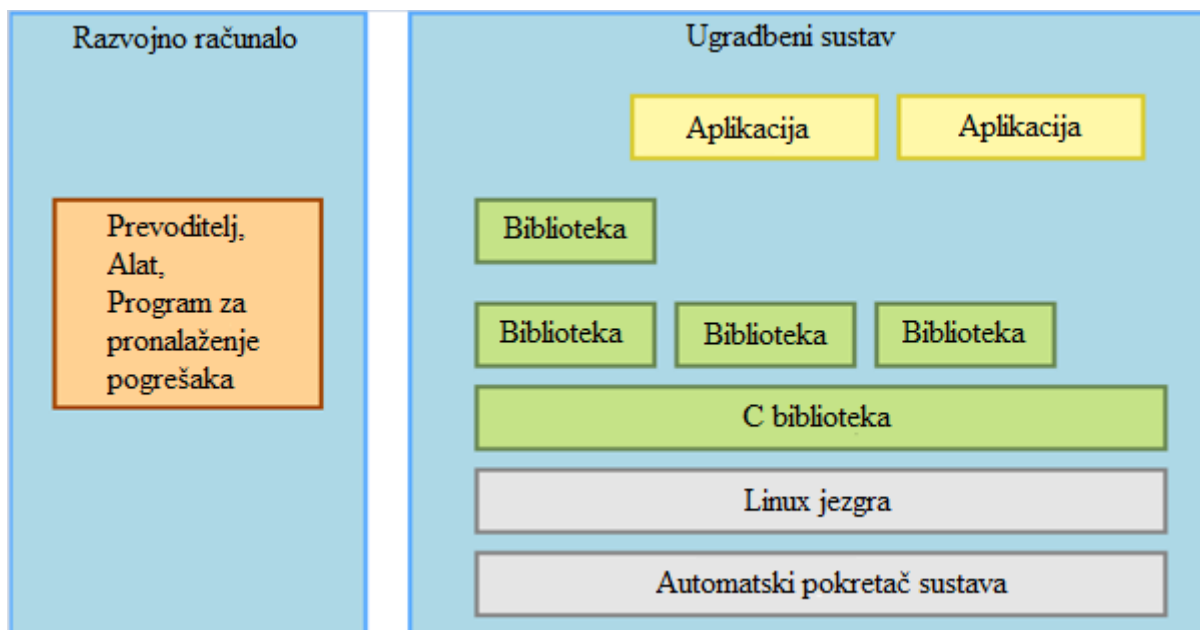 Razvojno računalo
Prevoditelj,
Alat,
Program za
pronalaženje
pogrešaka
Ugradbeni sustav
Aplikacija
Aplikacija
Biblioteka
Biblioteka
Biblioteka
Biblioteka
C biblioteka
Linux jezgra
Automatski pokretač sustava